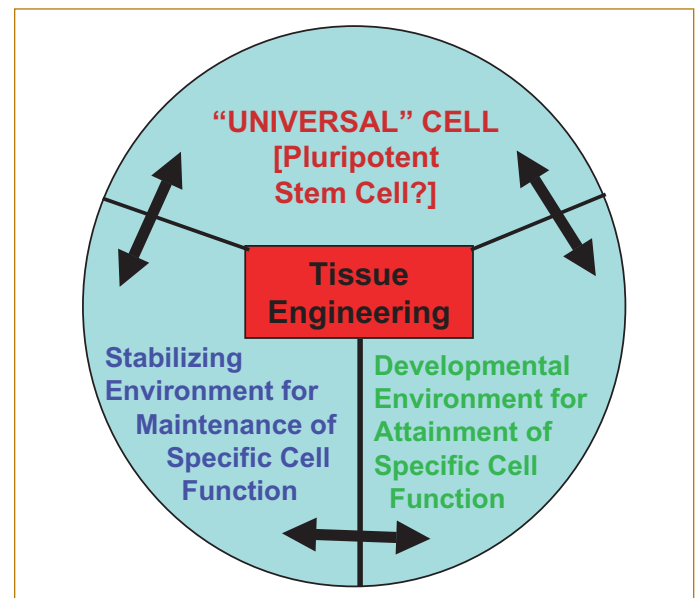 “UNIVERSAL” CELL
[Pluripotent
Stem Cell?]
Tissue
Engineering
Stabilizing
Environment for
Maintenance of
Specific Cell
Function
Developmental
Environment for
Attainment of
Specific Cell
Function